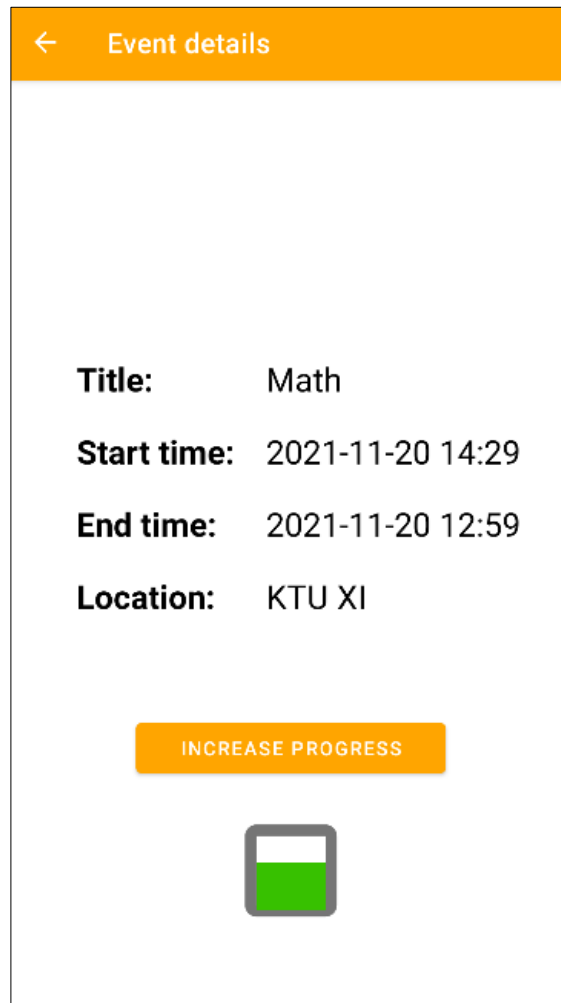 Event details
Title: Math
Start time: 2021-11-20 14:29
End time: 2021-11-20 12:59
Location: KTU XI
INCREASE PROGRESS